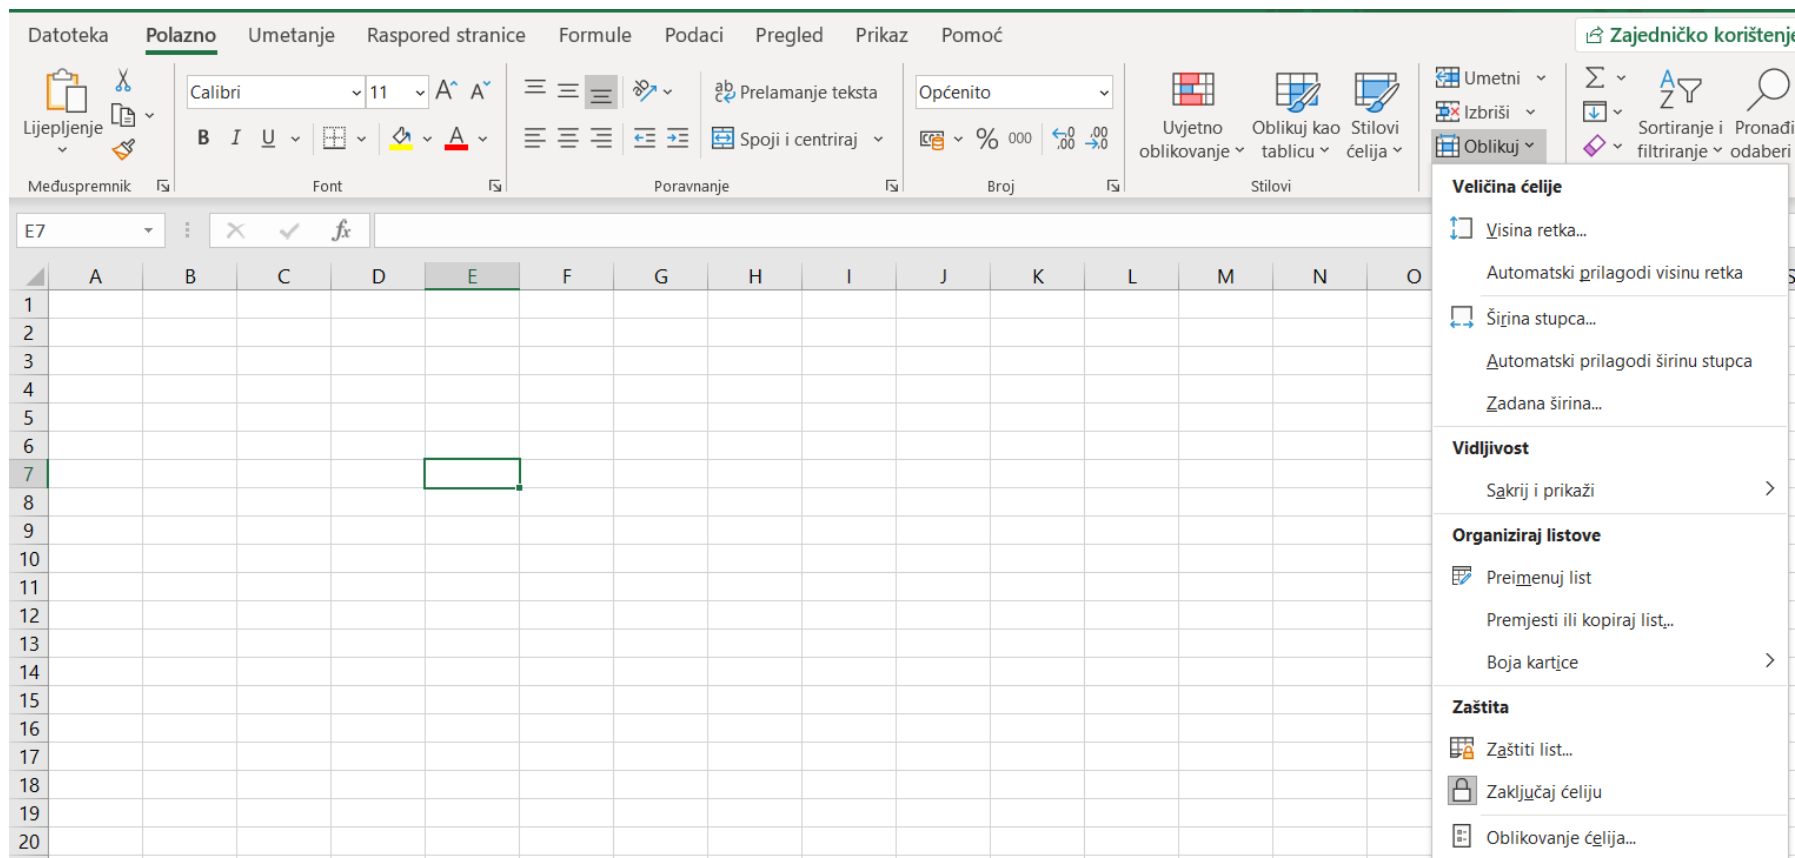 Datoteka Polazno Umetanje Raspored stranice Formule Podaci Pregled Prikaz Pomoć Zajedničko korištenje
Calibri 11 A A Prelamanje teksta Općenito Umetni
Izbriši
Lijepljenje B I U A Spoji i centriraj % 000 Uvjetno Oblikuj kao Stilovi Sortiranje i Pronađi
oblikovanje tablicu ćelija Oblikuj filtriranje odaberi
Međuspremnik Font Poravnanje Broj Stilovi
E7 fx
A B C D E F G H I J K L M N O
1
2
3
4
5
6
7
8
9
10
11
12
13
14
15
16
17
18
19
20
Veličina ćelije
Visina retka...
Automatski prilagodi visinu retka
Širina stupca...
Automatski prilagodi širinu stupca
Zadana širina...
Vidljivost
Sakrij i prikaži
Organiziraj listove
Preimenuj list
Premjesti ili kopiraj list...
Boja kartice
Zaštita
Zaštiti list...
Zaključaj ćeliju
Oblikovanje ćelija...